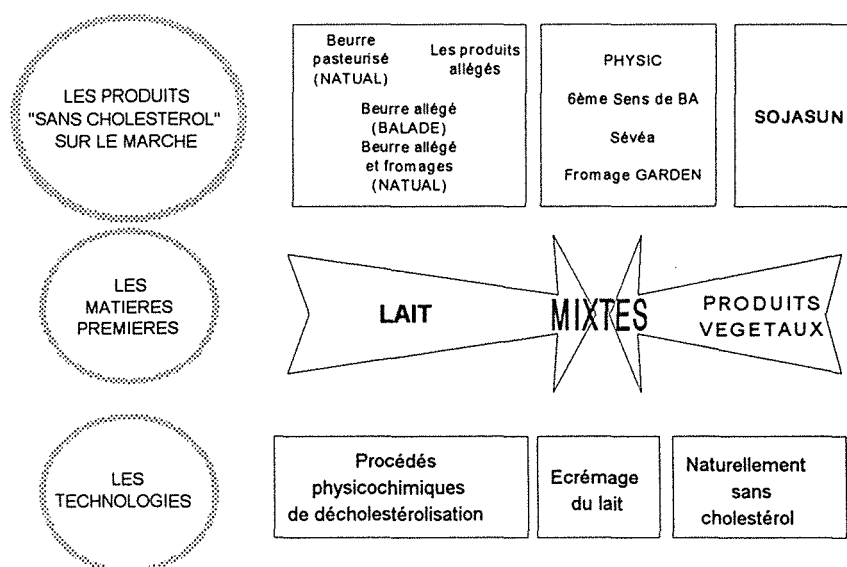 LES PRODUITS
"SANS CHOLESTEROL"
SUR LE MARCHE
Beurre
pasteurisé
(NATUAL)
Les produits
allégés
Beurre allégé
(BALADE)
Beurre allégé
et fromages
(NATUAL)
PHYSIC
6ème Sens de BA
Sévéa
Fromage GARDEN
SOJASUN
LES
MATIERES
PREMIERES
LAIT
MIXTES
PRODUITS
VEGETAUX
LES
TECHNOLOGIES
Procédés
physicochimiques
de décholestérolisation
Ecrémage
du lait
Naturellement
sans
cholestérol